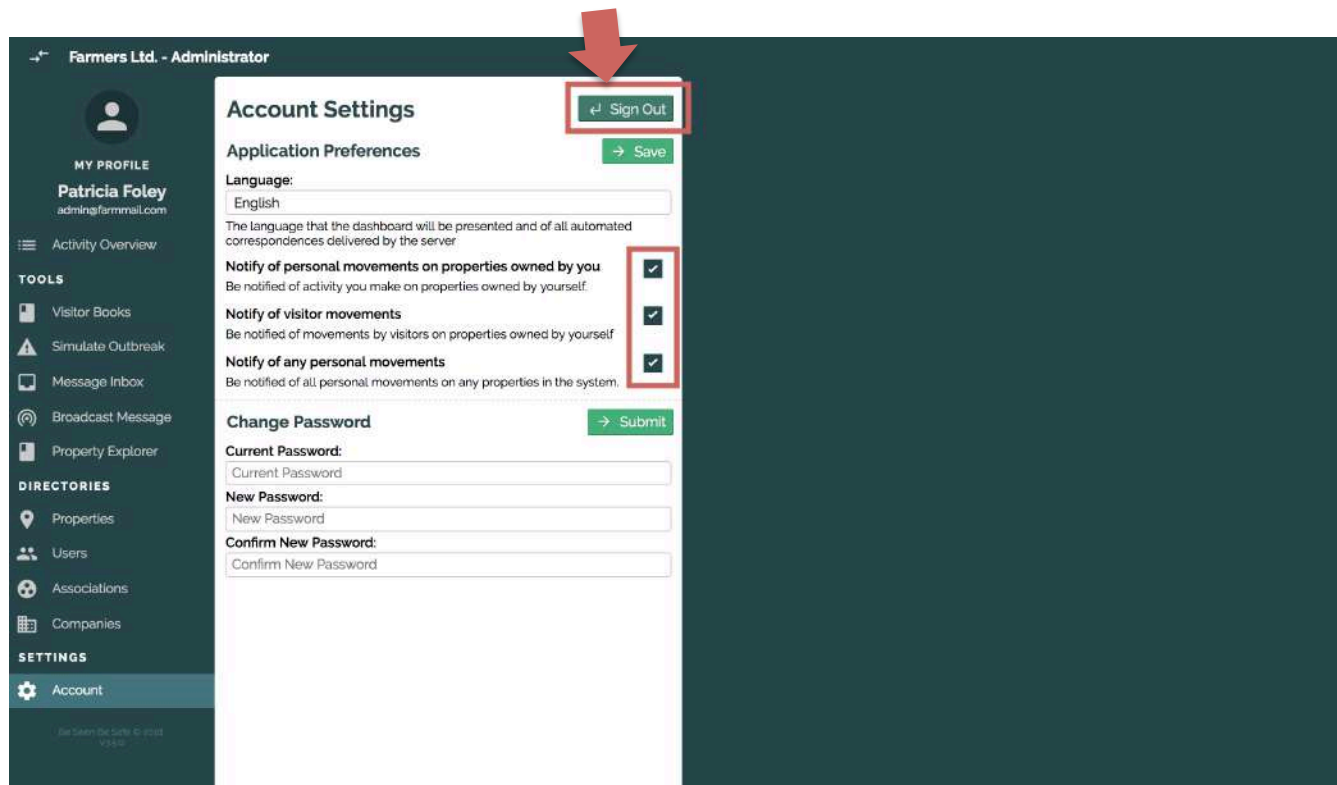 Farmers Ltd. - Administrator
MY PROFILE
Patricia Foley
admin@farmmail.com
Activity Overview
TOOLS
Visitor Books
Simulate Outbreak
Message Inbox
Broadcast Message
Property Explorer
DIRECTORIES
Properties
Users
Associations
Companies
SETTINGS
Account
Be Seen Be Safe ©
Account Settings
Sign Out
Application Preferences
Save
Language:
English
The language that the dashboard will be presented and of all automated
correspondences delivered by the server
Notify of personal movements on properties owned by you
Be notified of activity you make on properties owned by yourself.
Notify of visitor movements
Be notified of movements by visitors on properties owned by yourself
Notify of any personal movements
Be notified of all personal movements on any properties in the system.
Change Password
Submit
Current Password:
Current Password
New Password:
New Password
Confirm New Password:
Confirm New Password